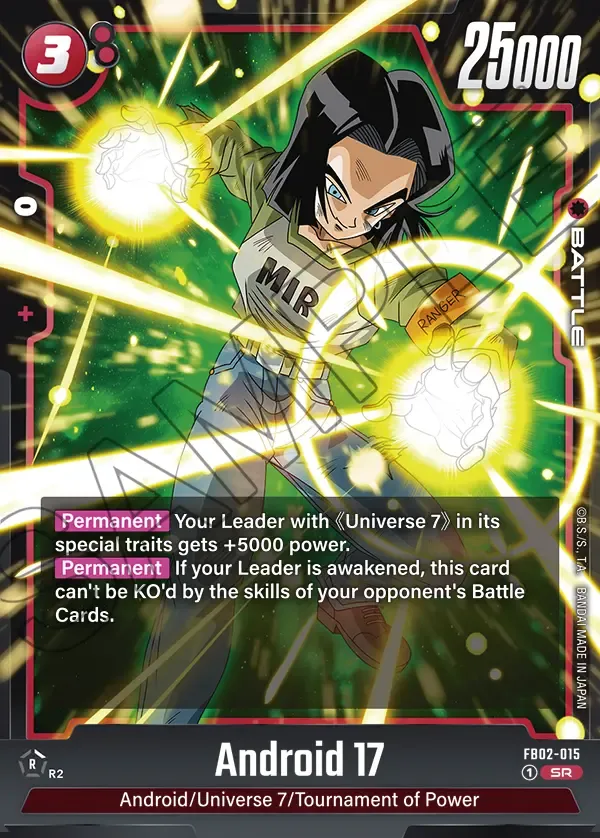 3
25000
0
+
BATTLE
MIR
RANGER
SAMPLE
Permanent Your Leader with 《Universe 7》 in its
special traits gets +5000 power.
Permanent If your Leader is awakened, this card
can't be KO'd by the skills of your opponent's Battle
Cards.
©B.S./S., T.A. BANDAI MADE IN JAPAN
R
R2
Android 17
FB02-015
1 SR
Android/Universe 7/Tournament of Power